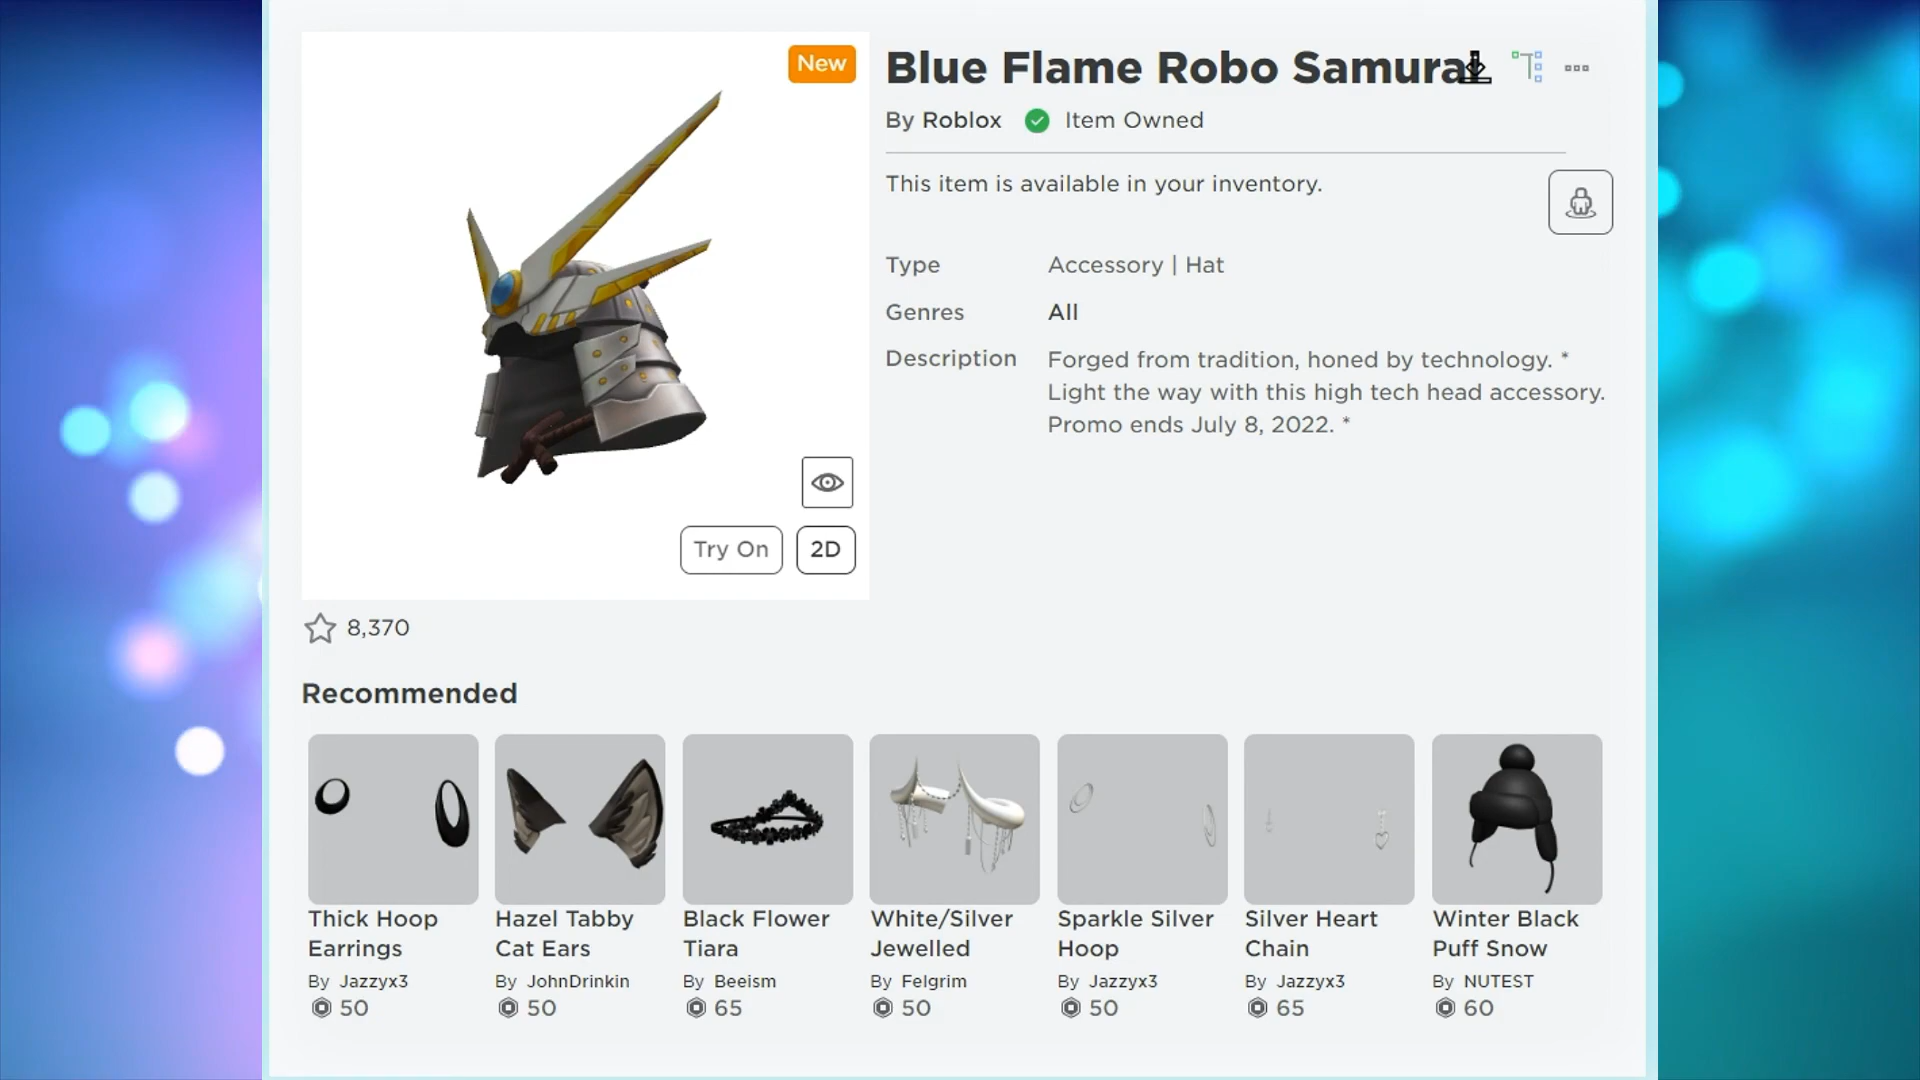 New
Blue Flame Robo Samurai
By Roblox Item Owned
This item is available in your inventory.
Type Accessory | Hat
Genres All
Description Forged from tradition, honed by technology. *
Light the way with this high tech head accessory.
Promo ends July 8, 2022. *
Try On 2D
8,370
Recommended
Thick Hoop
Earrings
By Jazzyx3
50
Hazel Tabby
Cat Ears
By JohnDrinkin
50
Black Flower
Tiara
By Beeism
65
White/Silver
Jewelled
By Felgrim
50
Sparkle Silver
Hoop
By Jazzyx3
50
Silver Heart
Chain
By Jazzyx3
65
Winter Black
Puff Snow
By NUTEST
60